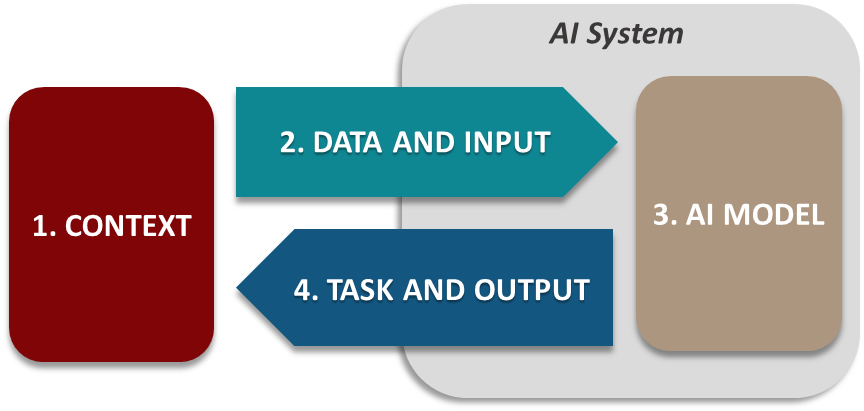 AI System
1. CONTEXT
2. DATA AND INPUT
3. AI MODEL
4. TASK AND OUTPUT